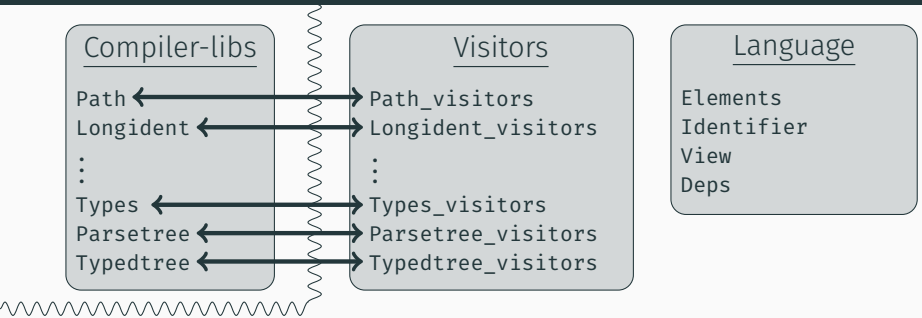 Compiler-libs
Path
Longident
⋮
Types
Parsetree
Typedtree
Visitors
Path_visitors
Longident_visitors
⋮
Types_visitors
Parsetree_visitors
Typedtree_visitors
Language
Elements
Identifier
View
Deps